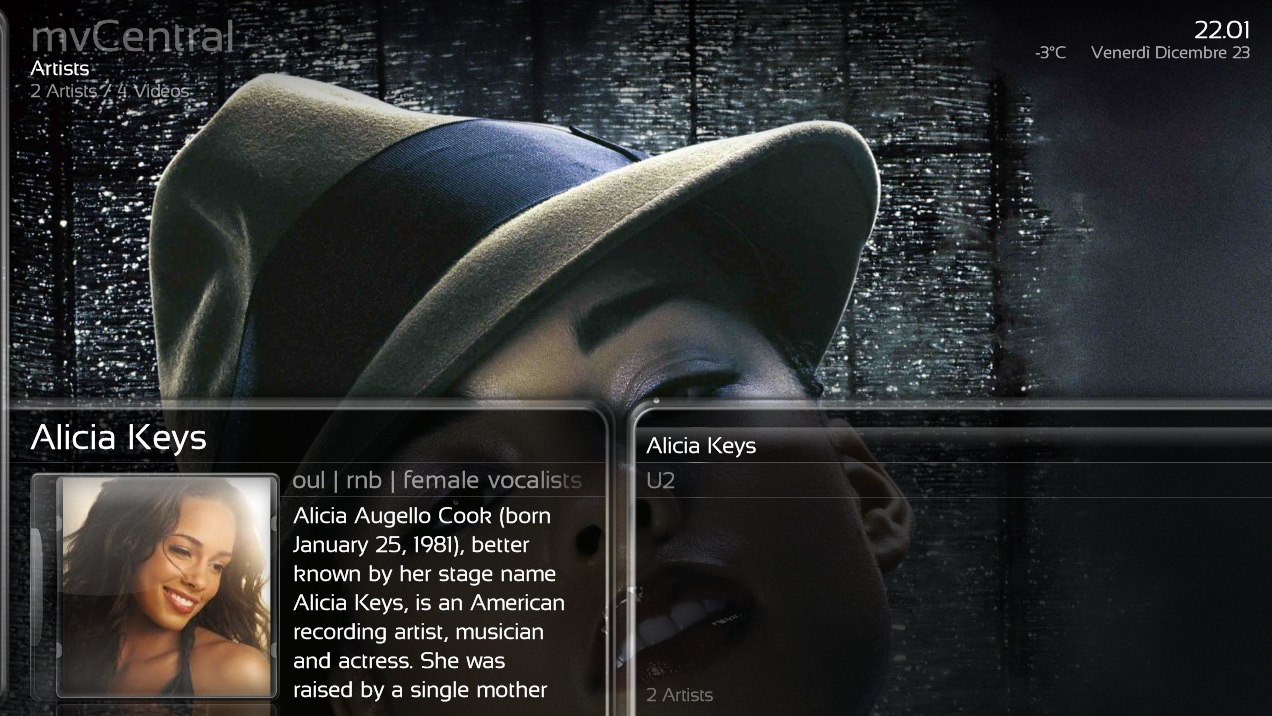 mvCentral
Artists
2 Artists / 4 Videos
22.01
-3°C Venerdì Dicembre 23
Alicia Keys
oul | rnb | female vocalists
Alicia Augello Cook (born
January 25, 1981), better
known by her stage name
Alicia Keys, is an American
recording artist, musician
and actress. She was
raised by a single mother
Alicia Keys
U2
2 Artists